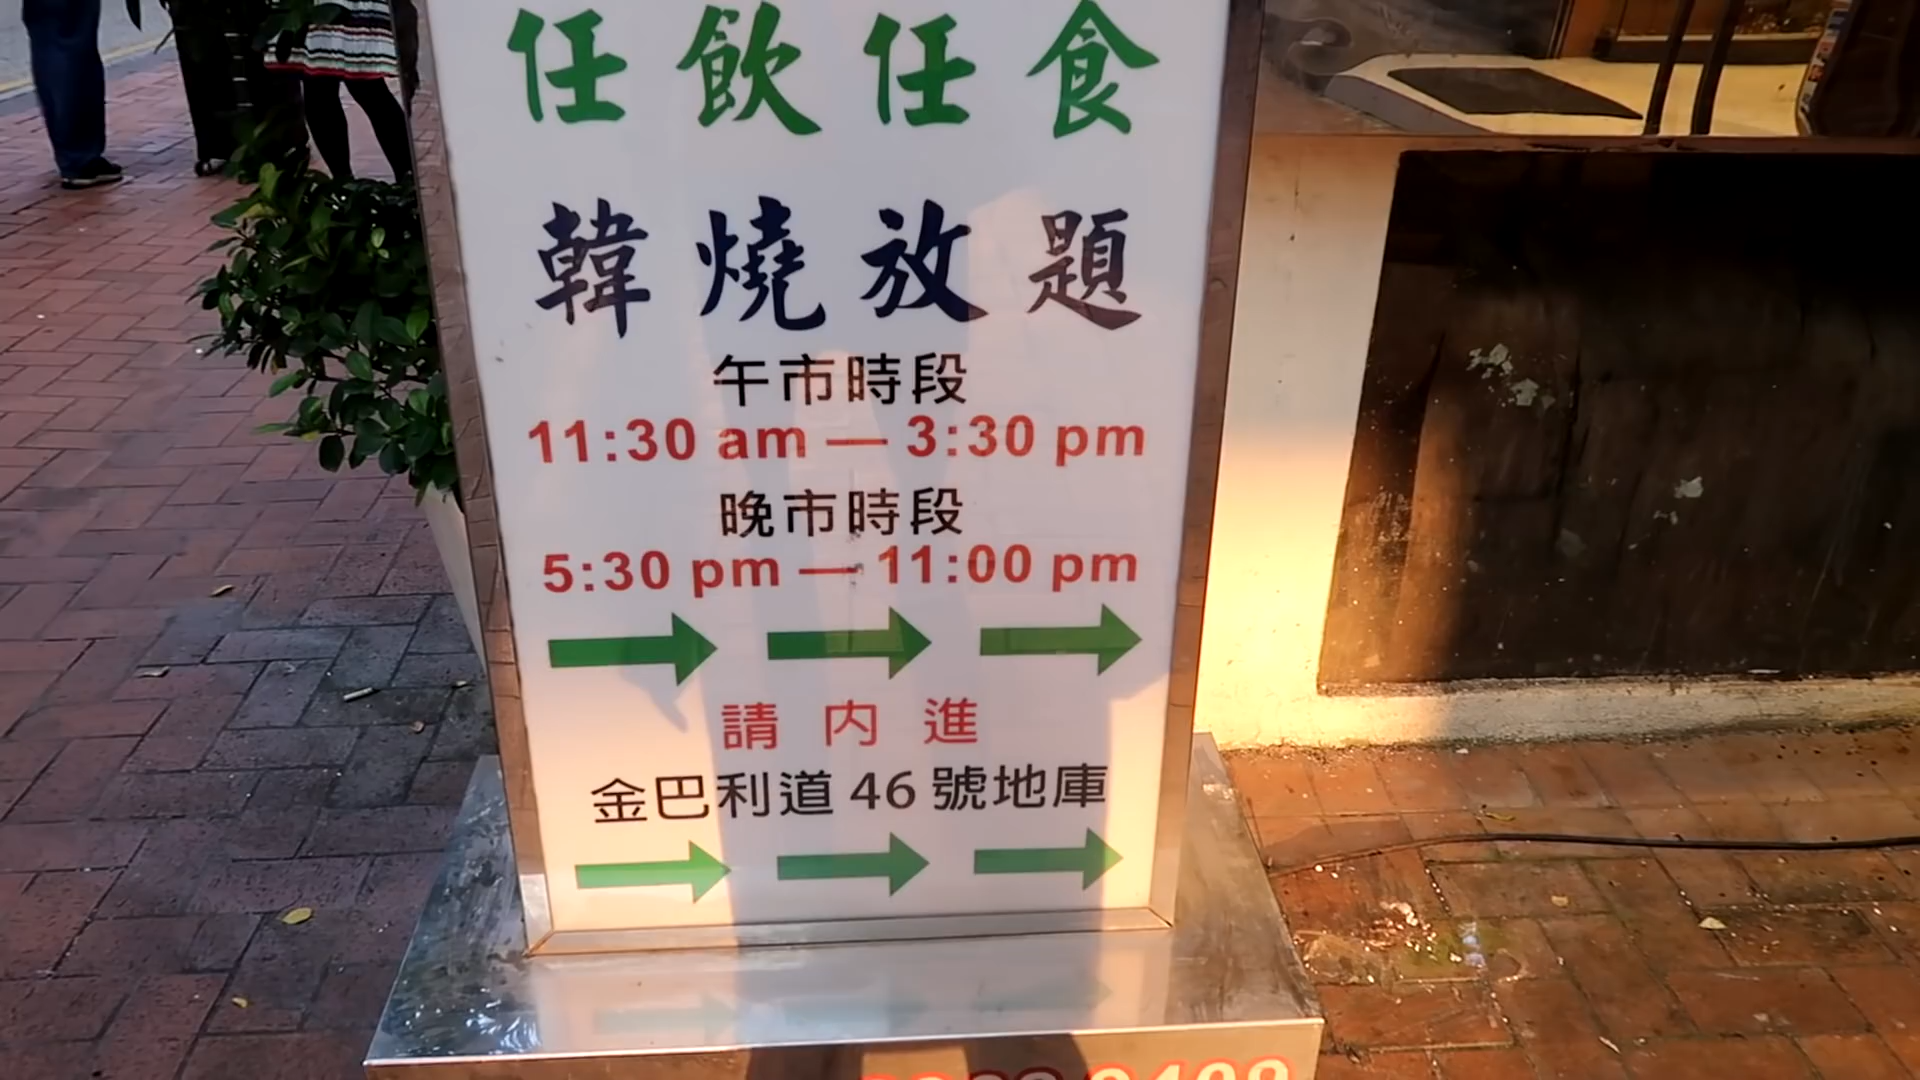 任飲任食
韓燒放題
午市時段
11:30 am — 3:30 pm
晚市時段
5:30 pm — 11:00 pm
請內進
金巴利道 46 號地庫